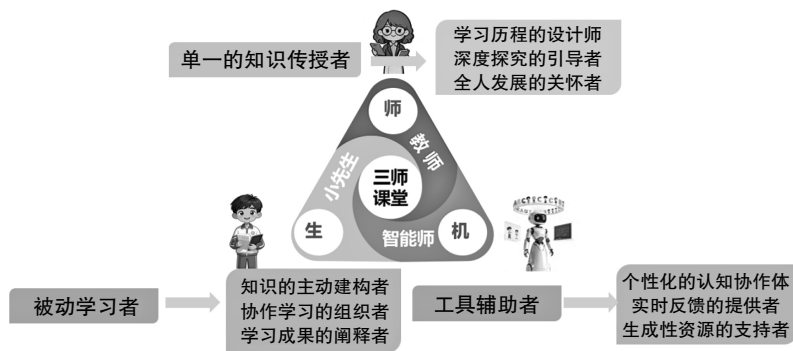 单一的知识传授者
学习历程的设计师
深度探究的引导者
全人发展的关怀者
师
教师
小先生
三师
课堂
生
智能师
机
被动学习者
知识的主动建构者
协作学习的组织者
学习成果的阐释者
工具辅助者
个性化的认知协作体
实时反馈的提供者
生成性资源的支持者